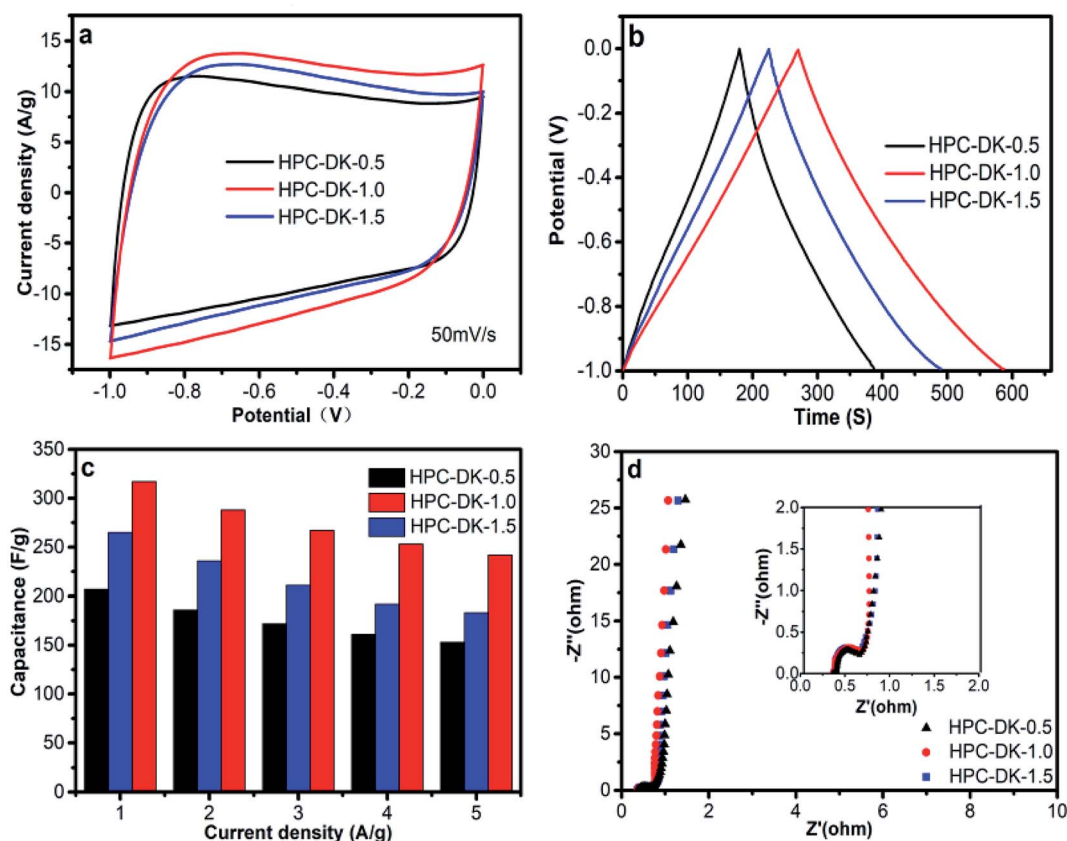 a
15
10
5
0
-5
-10
-15
Current density (A/g)
HPC-DK-0.5
HPC-DK-1.0
HPC-DK-1.5
50mV/s
-1.0 -0.8 -0.6 -0.4 -0.2 0.0
Potential (V)
b
0.0
-0.2
-0.4
-0.6
-0.8
-1.0
Potential (V)
HPC-DK-0.5
HPC-DK-1.0
HPC-DK-1.5
0 100 200 300 400 500 600
Time (S)
c
350
300
250
200
150
100
50
0
Capacitance (F/g)
HPC-DK-0.5
HPC-DK-1.0
HPC-DK-1.5
1 2 3 4 5
Current density (A/g)
d
30
25
20
15
10
5
0
-Z''(ohm)
2.0
1.5
1.0
0.5
0.0
-Z''(ohm)
0.0 0.5 1.0 1.5 2.0
Z'(ohm)
HPC-DK-0.5
HPC-DK-1.0
HPC-DK-1.5
0 2 4 6 8 10
Z'(ohm)